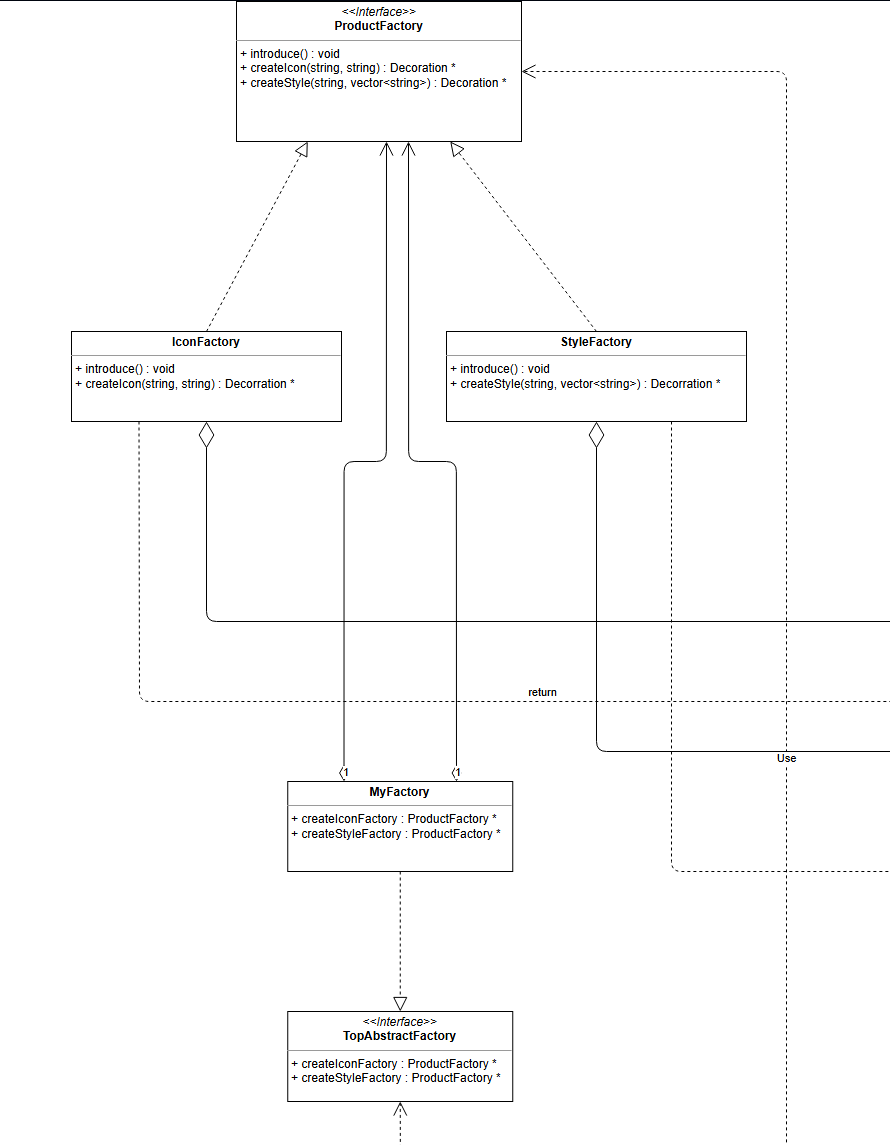 <<Interface>>
ProductFactory
+ introduce() : void
+ createIcon(string, string) : Decoration *
+ createStyle(string, vector<string>) : Decoration *
IconFactory
+ introduce() : void
+ createIcon(string, string) : Decorration *
StyleFactory
+ introduce() : void
+ createStyle(string, vector<string>) : Decorration *
return
Use
1
1
MyFactory
+ createIconFactory : ProductFactory *
+ createStyleFactory : ProductFactory *
<<Interface>>
TopAbstractFactory
+ createIconFactory : ProductFactory *
+ createStyleFactory : ProductFactory *